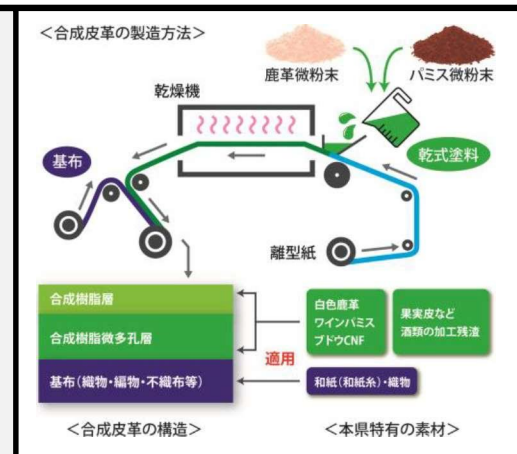 <合成皮革の製造方法>
鹿革微粉末
パミス微粉末
乾燥機
基布
乾式塗料
離型紙
合成樹脂層
合成樹脂微多孔層
基布(織物・編物・不織布等)
適用
白色鹿革
ワインパミス
ブドウCNF
果実皮など
酒類の加工残渣
和紙(和紙糸)・織物
<合成皮革の構造>
<本県特有の素材>